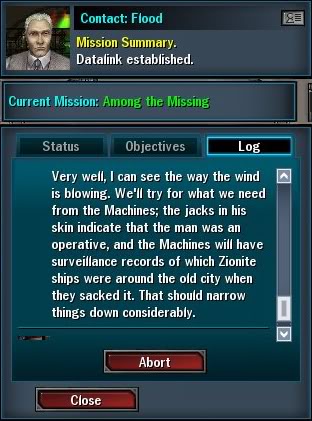 Contact: Flood
Mission Summary.
Datalink established.
Current Mission: Among the Missing
Status
Objectives
Log
Very well, I can see the way the wind
is blowing. We'll try for what we need
from the Machines; the jacks in his
skin indicate that the man was an
operative, and the Machines will have
surveillance records of which Zionite
ships were around the old city when
they sacked it. That should narrow
things down considerably.
Abort
Close